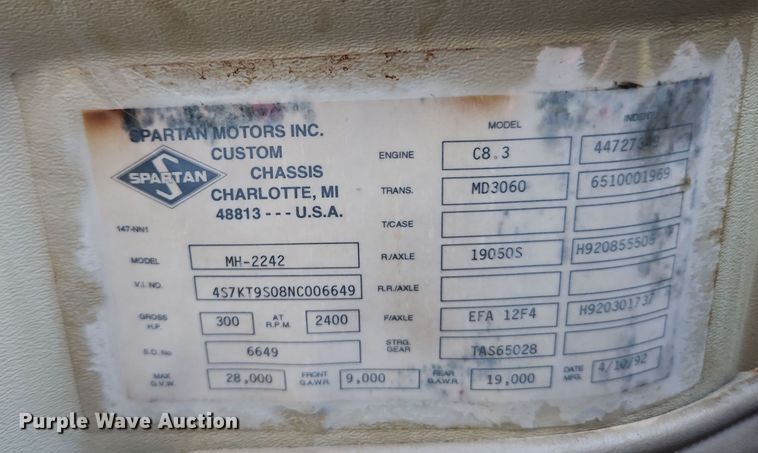 SPARTAN MOTORS INC.
CUSTOM
CHASSIS
CHARLOTTE, MI
48813 --- U.S.A.
S
SPARTAN
147-NN1
MODEL MH-2242
V.I. NO. 4S7KT9S08NC006649
GROSS H.P. 300 AT R.P.M. 2400
S.O. No 6649
MAX G.V.W. 28,000 FRONT G.A.W.R. 9,000 REAR G.A.W.R. 19,000 DATE MFG. 4/10/92
MODEL IDENT
ENGINE C8.3
TRANS. MD3060 6510001969
T/CASE
R/AXLE 19050S H920855505
R.R./AXLE
F/AXLE EFA 12F4 H920301737
STRG. GEAR TAS65028
Purple Wave Auction